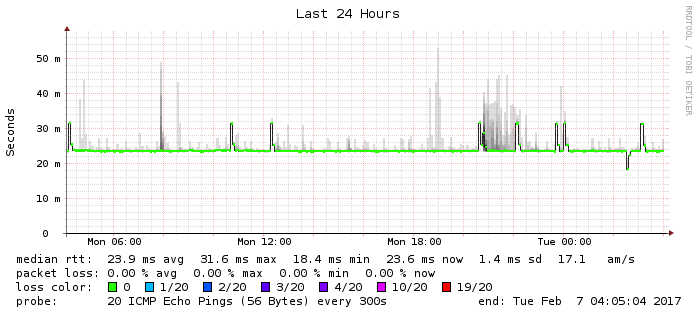 Last 24 Hours
RRDTOOL / TOBI OETIKER
Seconds
50 m
40 m
30 m
20 m
10 m
0
Mon 06:00 Mon 12:00 Mon 18:00 Tue 00:00
median rtt: 23.9 ms avg 31.6 ms max 18.4 ms min 23.6 ms now 1.4 ms sd 17.1 am/s
packet loss: 0.00 % avg 0.00 % max 0.00 % min 0.00 % now
loss color: 0 1/20 2/20 3/20 4/20 10/20 19/20
probe: 20 ICMP Echo Pings (56 Bytes) every 300s end: Tue Feb 7 04:05:04 2017